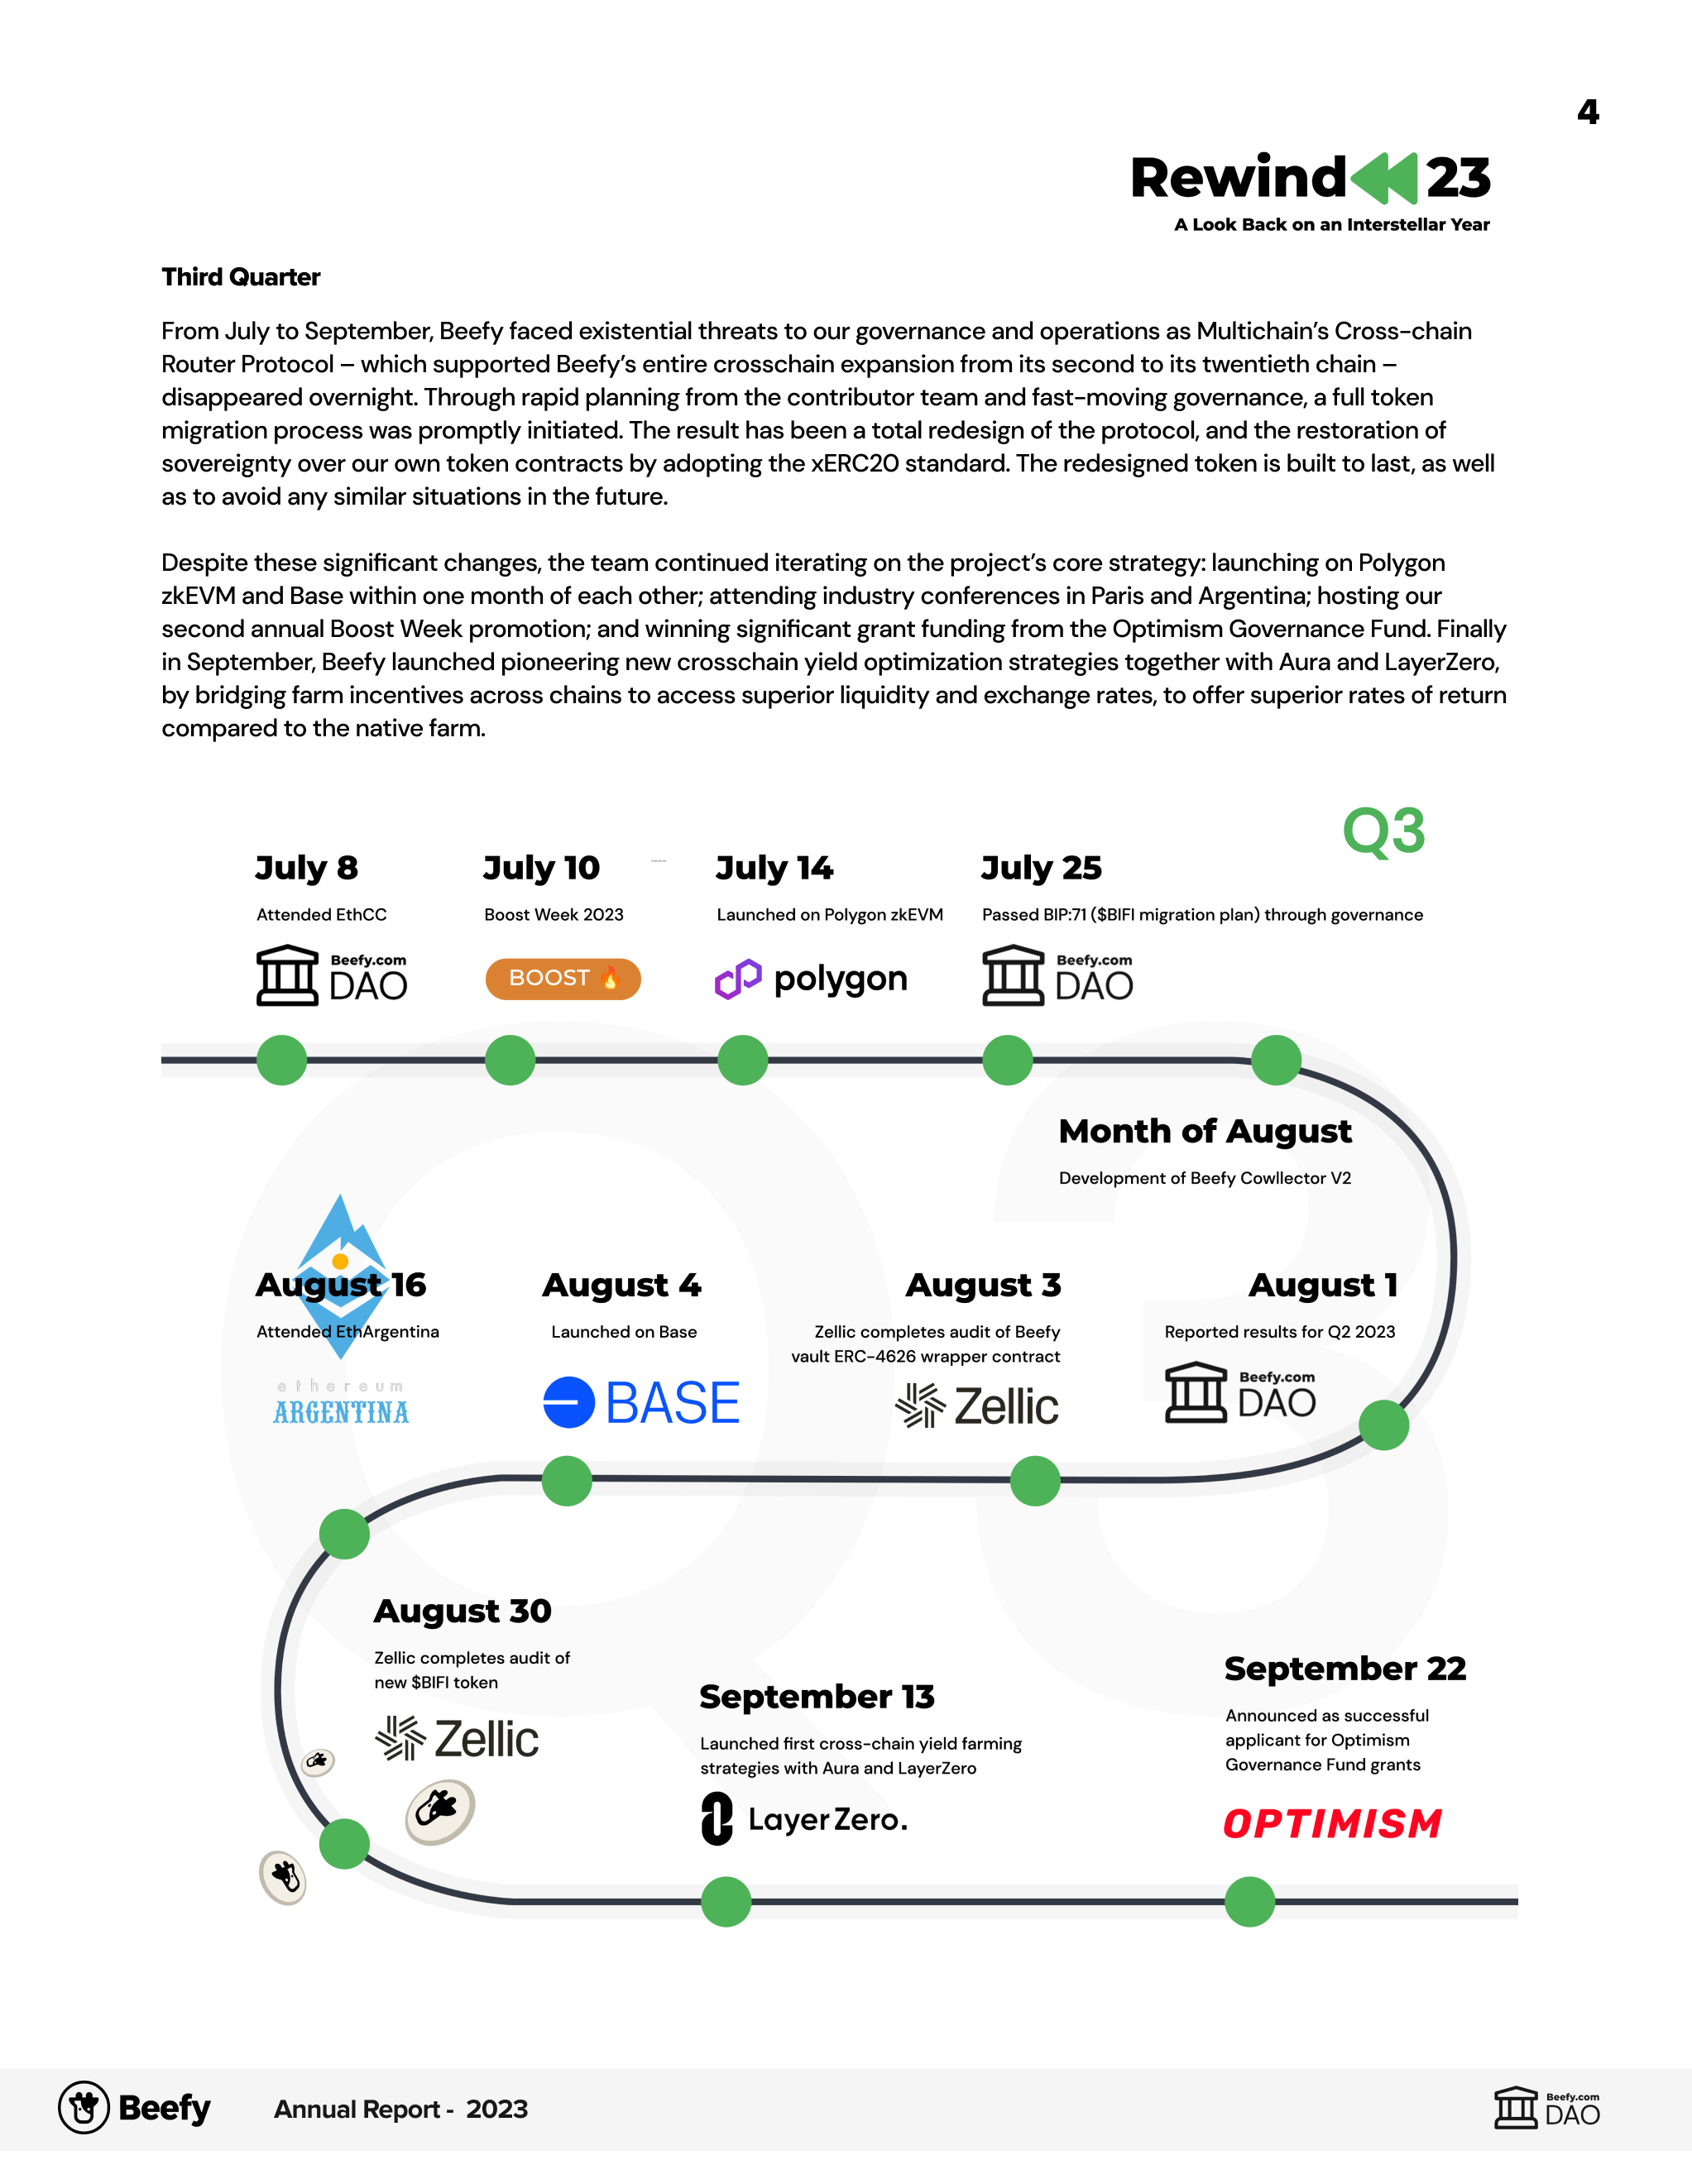 4
Rewind 23
A Look Back on an Interstellar Year
Third Quarter
From July to September, Beefy faced existential threats to our governance and operations as Multichain's Cross-chain
Router Protocol – which supported Beefy's entire crosschain expansion from its second to its twentieth chain –
disappeared overnight. Through rapid planning from the contributor team and fast-moving governance, a full token
migration process was promptly initiated. The result has been a total redesign of the protocol, and the restoration of
sovereignty over our own token contracts by adopting the xERC20 standard. The redesigned token is built to last, as well
as to avoid any similar situations in the future.
Despite these significant changes, the team continued iterating on the project's core strategy: launching on Polygon
zkEVM and Base within one month of each other; attending industry conferences in Paris and Argentina; hosting our
second annual Boost Week promotion; and winning significant grant funding from the Optimism Governance Fund. Finally
in September, Beefy launched pioneering new crosschain yield optimization strategies together with Aura and LayerZero,
by bridging farm incentives across chains to access superior liquidity and exchange rates, to offer superior rates of return
compared to the native farm.
Q3
July 8
Attended EthCC
Beefy.com
DAO
July 10
Boost Week 2023
BOOST 🔥
July 14
Launched on Polygon zkEVM
polygon
July 25
Passed BIP:71 ($BIFI migration plan) through governance
Beefy.com
DAO
Month of August
Development of Beefy Cowllector V2
August 16
Attended EthArgentina
ethereum
ARGENTINA
August 4
Launched on Base
BASE
August 3
Zellic completes audit of Beefy
vault ERC-4626 wrapper contract
Zellic
August 1
Reported results for Q2 2023
Beefy.com
DAO
August 30
Zellic completes audit of
new $BIFI token
Zellic
September 13
Launched first cross-chain yield farming
strategies with Aura and LayerZero
LayerZero.
September 22
Announced as successful
applicant for Optimism
Governance Fund grants
OPTIMISM
Q3
Beefy
Annual Report - 2023
Beefy.com
DAO